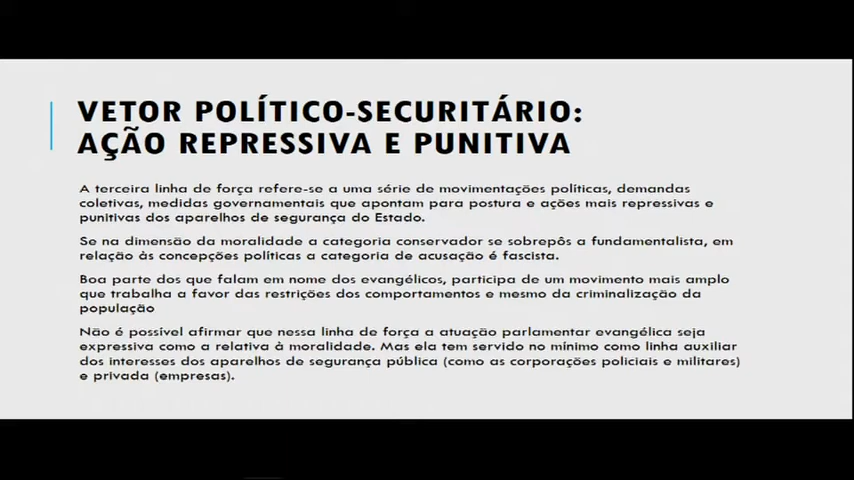 VETOR POLÍTICO-SECURITÁRIO:
AÇÃO REPRESSIVA E PUNITIVA
A terceira linha de força refere-se a uma série de movimentações políticas, demandas
coletivas, medidas governamentais que apontam para postura e ações mais repressivas e
punitivas dos aparelhos de segurança do Estado.
Se na dimensão da moralidade a categoria conservador se sobrepôs a fundamentalista, em
relação às concepções políticas a categoria de acusação é fascista.
Boa parte dos que falam em nome dos evangélicos, participa de um movimento mais amplo
que trabalha a favor das restrições dos comportamentos e mesmo da criminalização da
população
Não é possível afirmar que nessa linha de força a atuação parlamentar evangélica seja
expressiva como a relativa à moralidade. Mas ela tem servido no mínimo como linha auxiliar
dos interesses dos aparelhos de segurança pública (como as corporações policiais e militares)
e privada (empresas).